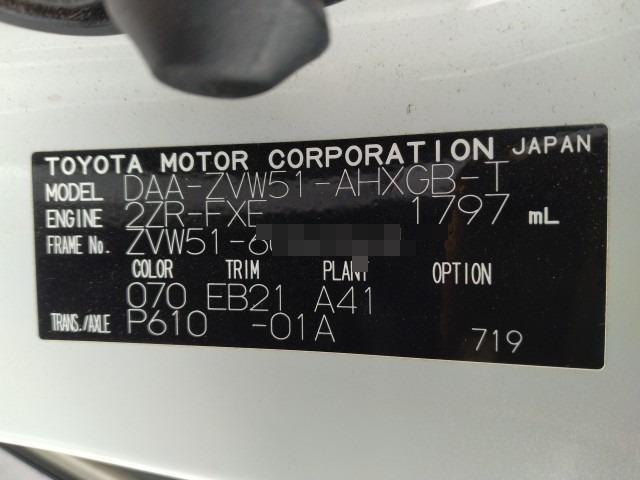 TOYOTA MOTOR CORPORATION JAPAN
MODEL DAA-ZVW51-AHXGB-T
ENGINE 2ZR-FXE 1797 mL
FRAME No. ZVW51-6
COLOR TRIM PLANT OPTION
070 EB21 A41
TRANS./AXLE P610 -01A
719